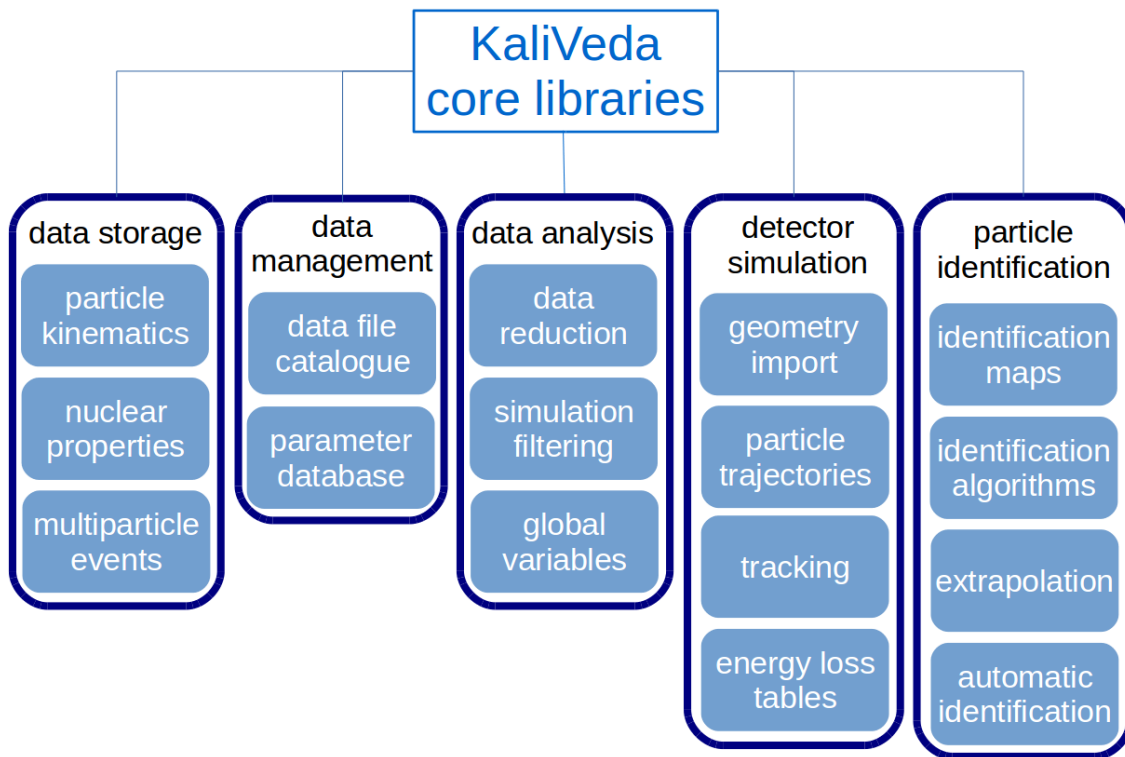 KaliVeda
core libraries
data storage
particle
kinematics
nuclear
properties
multiparticle
events
data
management
data file
catalogue
parameter
database
data analysis
data
reduction
simulation
filtering
global
variables
detector
simulation
geometry
import
particle
trajectories
tracking
energy loss
tables
particle
identification
identification
maps
identification
algorithms
extrapolation
automatic
identification